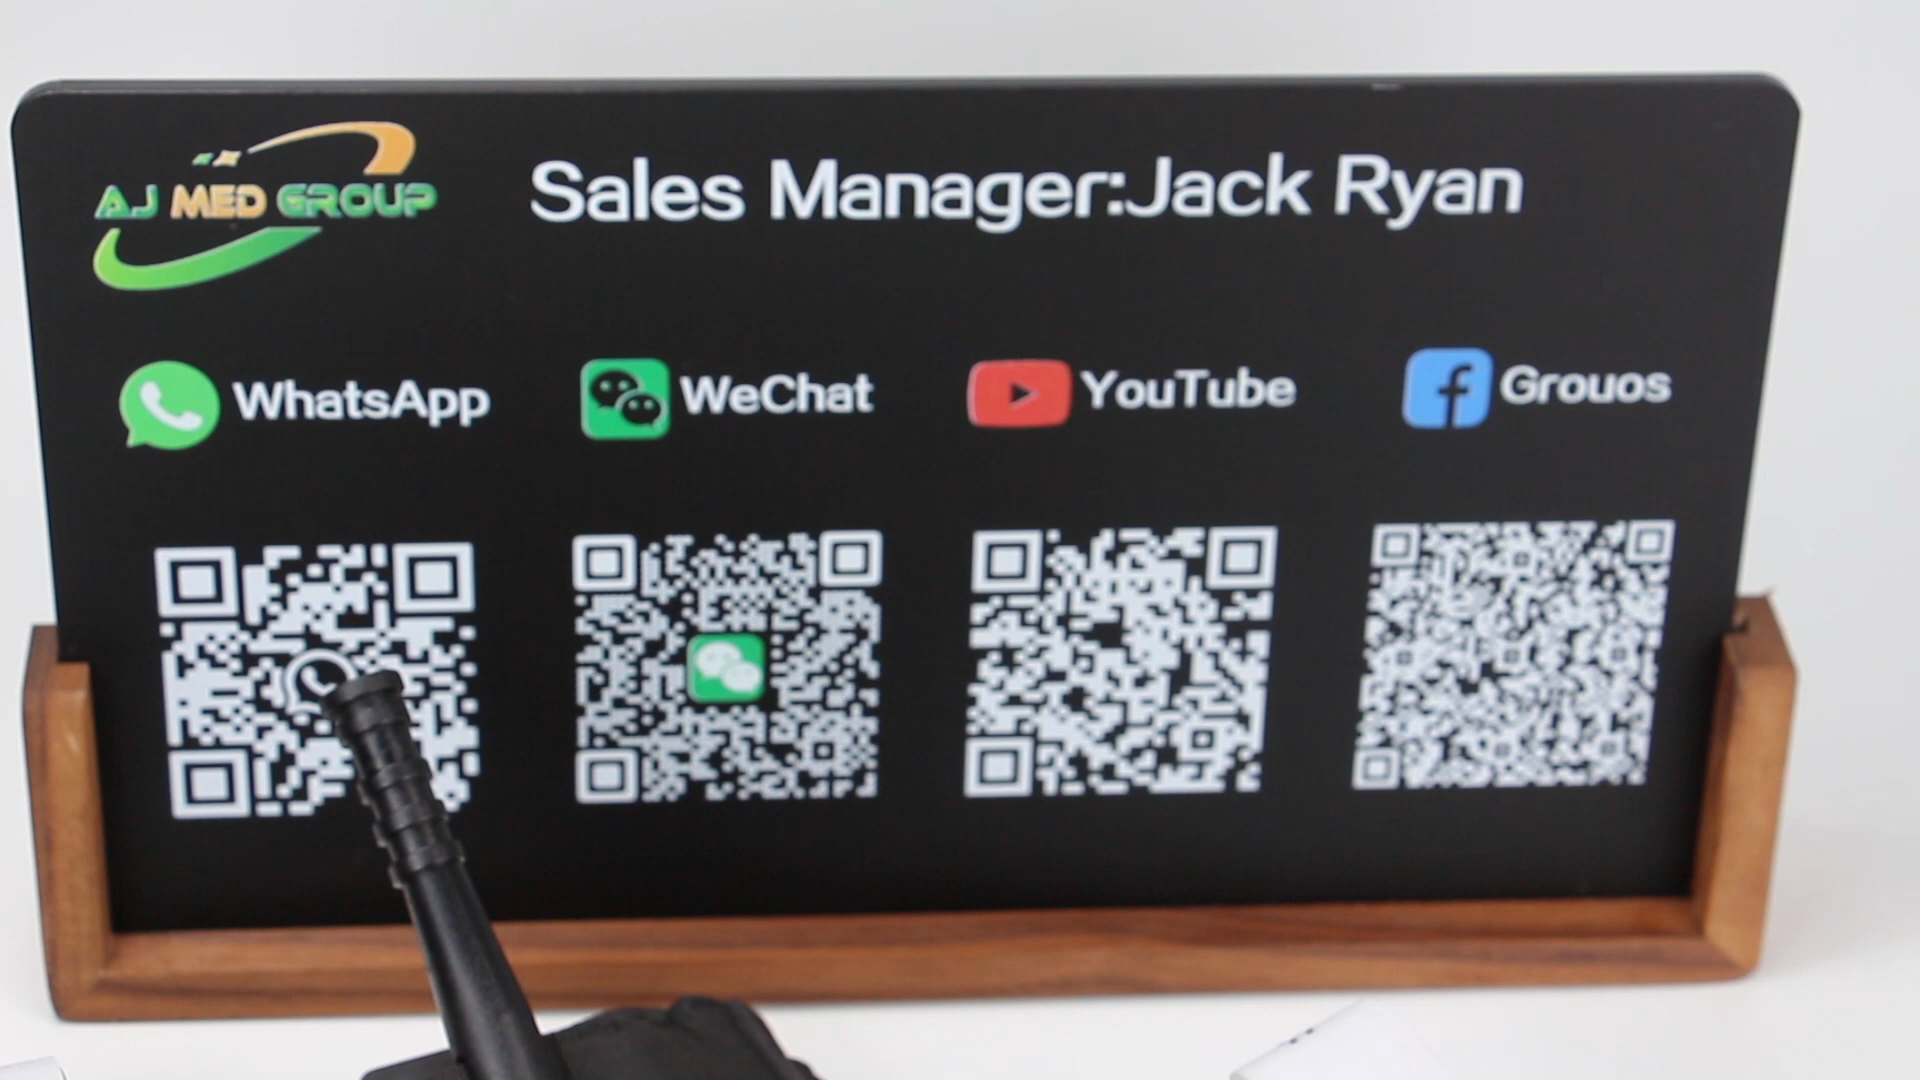 AJ MED GROUP
Sales Manager:Jack Ryan
WhatsApp
WeChat
YouTube
Grouos